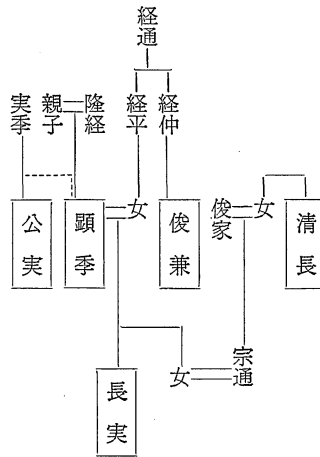 経通
経仲
経平
隆経
親子
実季
清長
女
俊家
俊兼
女
顕季
公実
宗通
女
長実